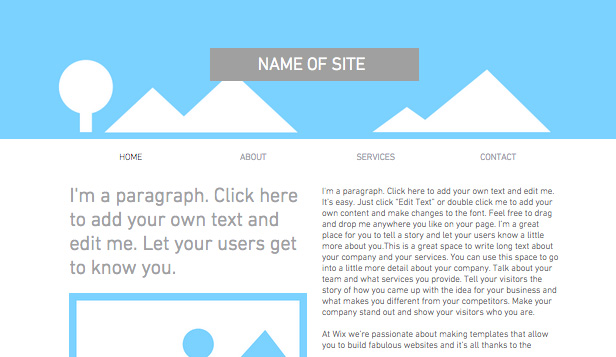 NAME OF SITE
HOME ABOUT SERVICES CONTACT
I'm a paragraph. Click here
to add your own text and
edit me. Let your users get
to know you.
I'm a paragraph. Click here to add your own text and edit me.
It's easy. Just click "Edit Text" or double click me to add your
own content and make changes to the font. Feel free to drag
and drop me anywhere you like on your page. I'm a great
place for you to tell a story and let your users know a little
more about you.This is a great space to write long text about
your company and your services. You can use this space to go
into a little more detail about your company. Talk about your
team and what services you provide. Tell your visitors the
story of how you came up with the idea for your business and
what makes you different from your competitors. Make your
company stand out and show your visitors who you are.
At Wix we're passionate about making templates that allow
you to build fabulous websites and it's all thanks to the